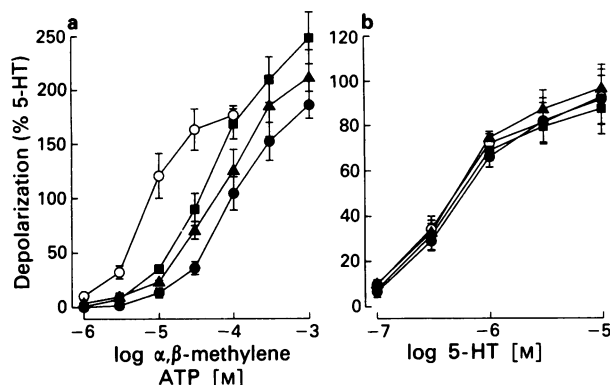 a
250
200
150
100
50
0
Depolarization (% 5-HT)
−6 −5 −4 −3
log α,β-methylene
ATP [M]
b
120
100
80
60
40
20
0
−7 −6 −5
log 5-HT [M]